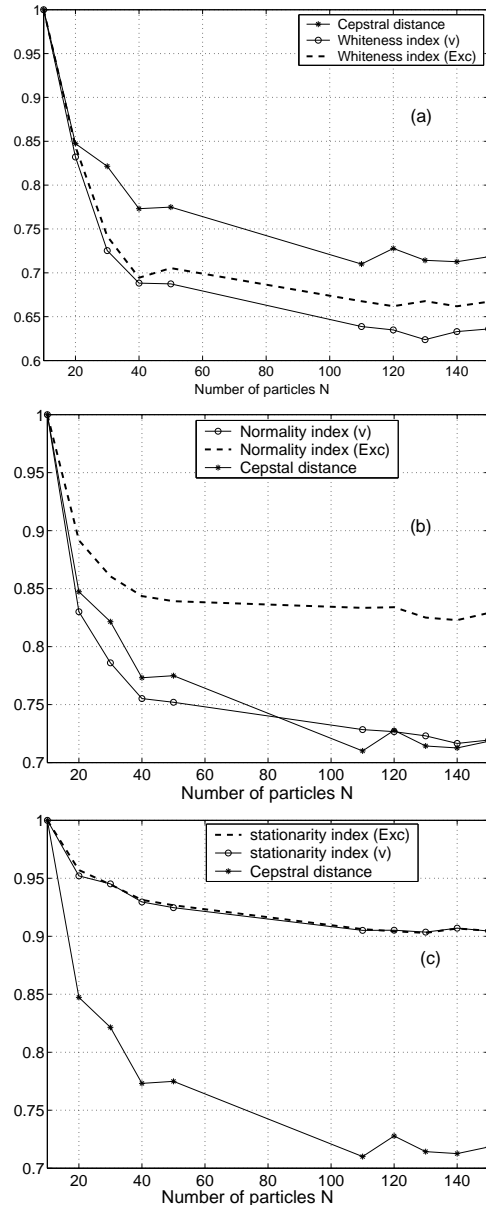 1
0.95
0.9
0.85
0.8
0.75
0.7
0.65
0.6
Cepstral distance
Whiteness index (v)
Whiteness index (Exc)
(a)
20 40 60 80 100 120 140
Number of particles N
1
0.95
0.9
0.85
0.8
0.75
0.7
Normality index (v)
Normality index (Exc)
Cepstal distance
(b)
20 40 60 80 100 120 140
Number of particles N
1
0.95
0.9
0.85
0.8
0.75
0.7
stationarity index (Exc)
stationarity index (v)
Cepstral distance
(c)
20 40 60 80 100 120 140
Number of particles N